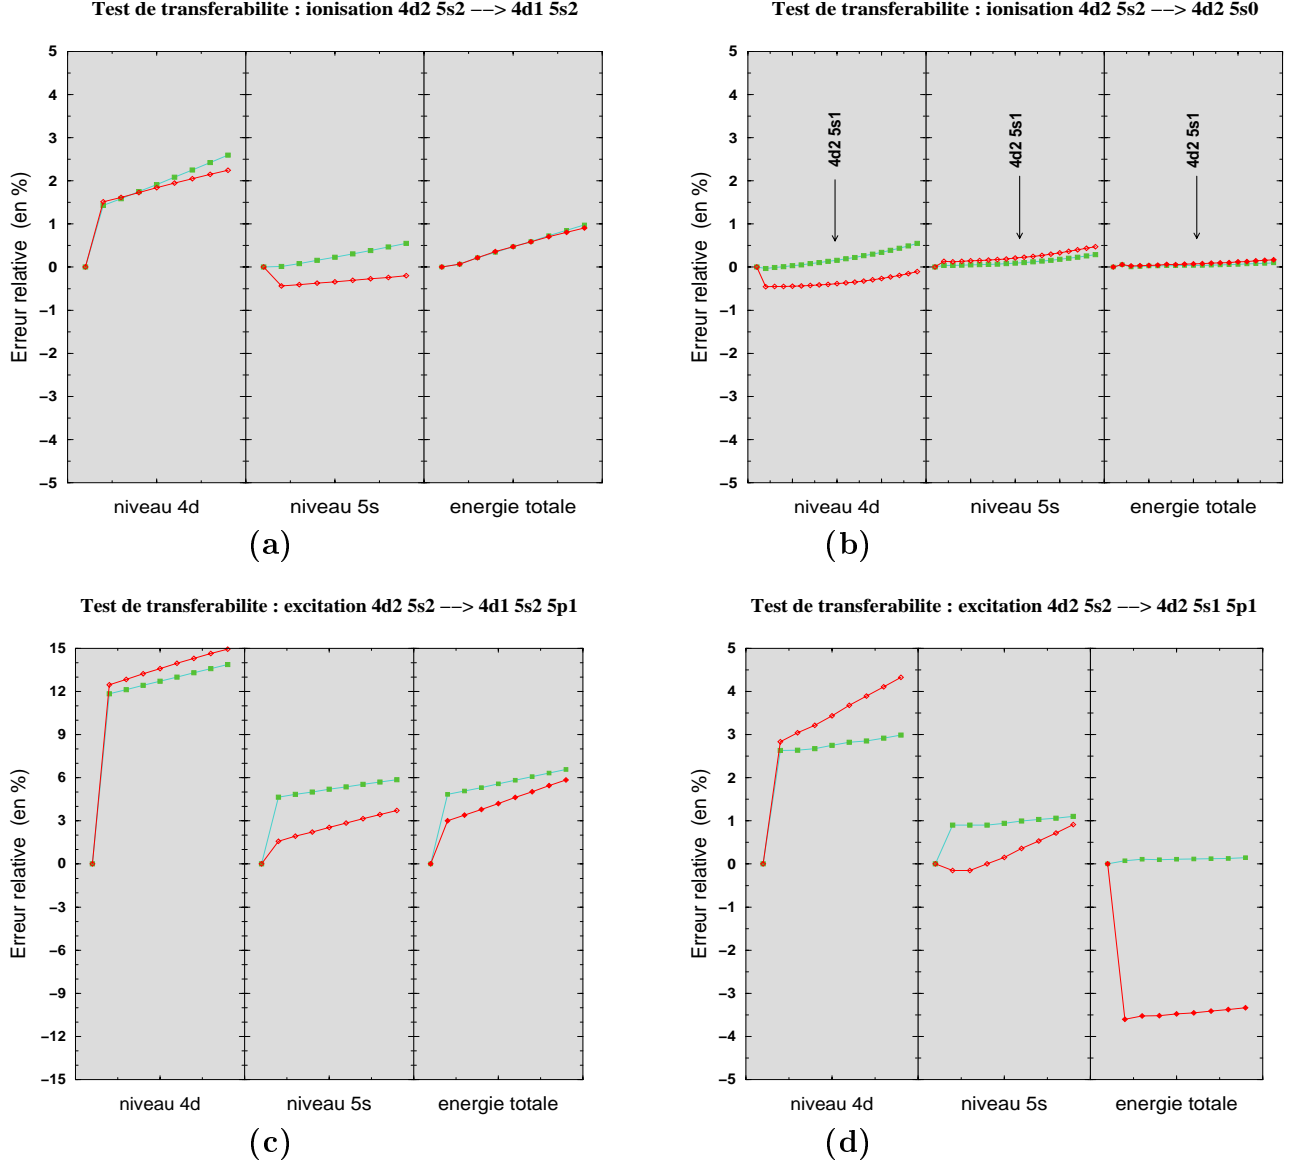 Test de transferabilite : ionisation 4d2 5s2 −−> 4d1 5s2
Erreur relative (en %)
5
4
3
2
1
0
−1
−2
−3
−4
−5
niveau 4d
niveau 5s
energie totale
(a)
Test de transferabilite : ionisation 4d2 5s2 −−> 4d2 5s0
Erreur relative (en %)
5
4
3
2
1
0
−1
−2
−3
−4
−5
4d2 5s1
4d2 5s1
4d2 5s1
niveau 4d
niveau 5s
energie totale
(b)
Test de transferabilite : excitation 4d2 5s2 −−> 4d1 5s2 5p1
Erreur relative (en %)
15
12
9
6
3
0
−3
−6
−9
−12
−15
niveau 4d
niveau 5s
energie totale
(c)
Test de transferabilite : excitation 4d2 5s2 −−> 4d2 5s1 5p1
Erreur relative (en %)
5
4
3
2
1
0
−1
−2
−3
−4
−5
niveau 4d
niveau 5s
energie totale
(d)